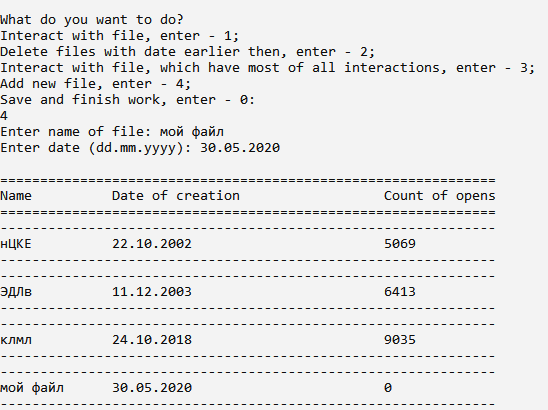 What do you want to do?
Interact with file, enter - 1;
Delete files with date earlier then, enter - 2;
Interact with file, which have most of all interactions, enter - 3;
Add new file, enter - 4;
Save and finish work, enter - 0:
4
Enter name of file: мой файл
Enter date (dd.mm.yyyy): 30.05.2020
==============================================================
Name          Date of creation                  Count of opens
==============================================================
--------------------------------------------------------------
нЦКЕ          22.10.2002                        5069
--------------------------------------------------------------
--------------------------------------------------------------
ЭДЛв          11.12.2003                        6413
--------------------------------------------------------------
--------------------------------------------------------------
клмл          24.10.2018                        9035
--------------------------------------------------------------
--------------------------------------------------------------
мой файл      30.05.2020                        0
--------------------------------------------------------------